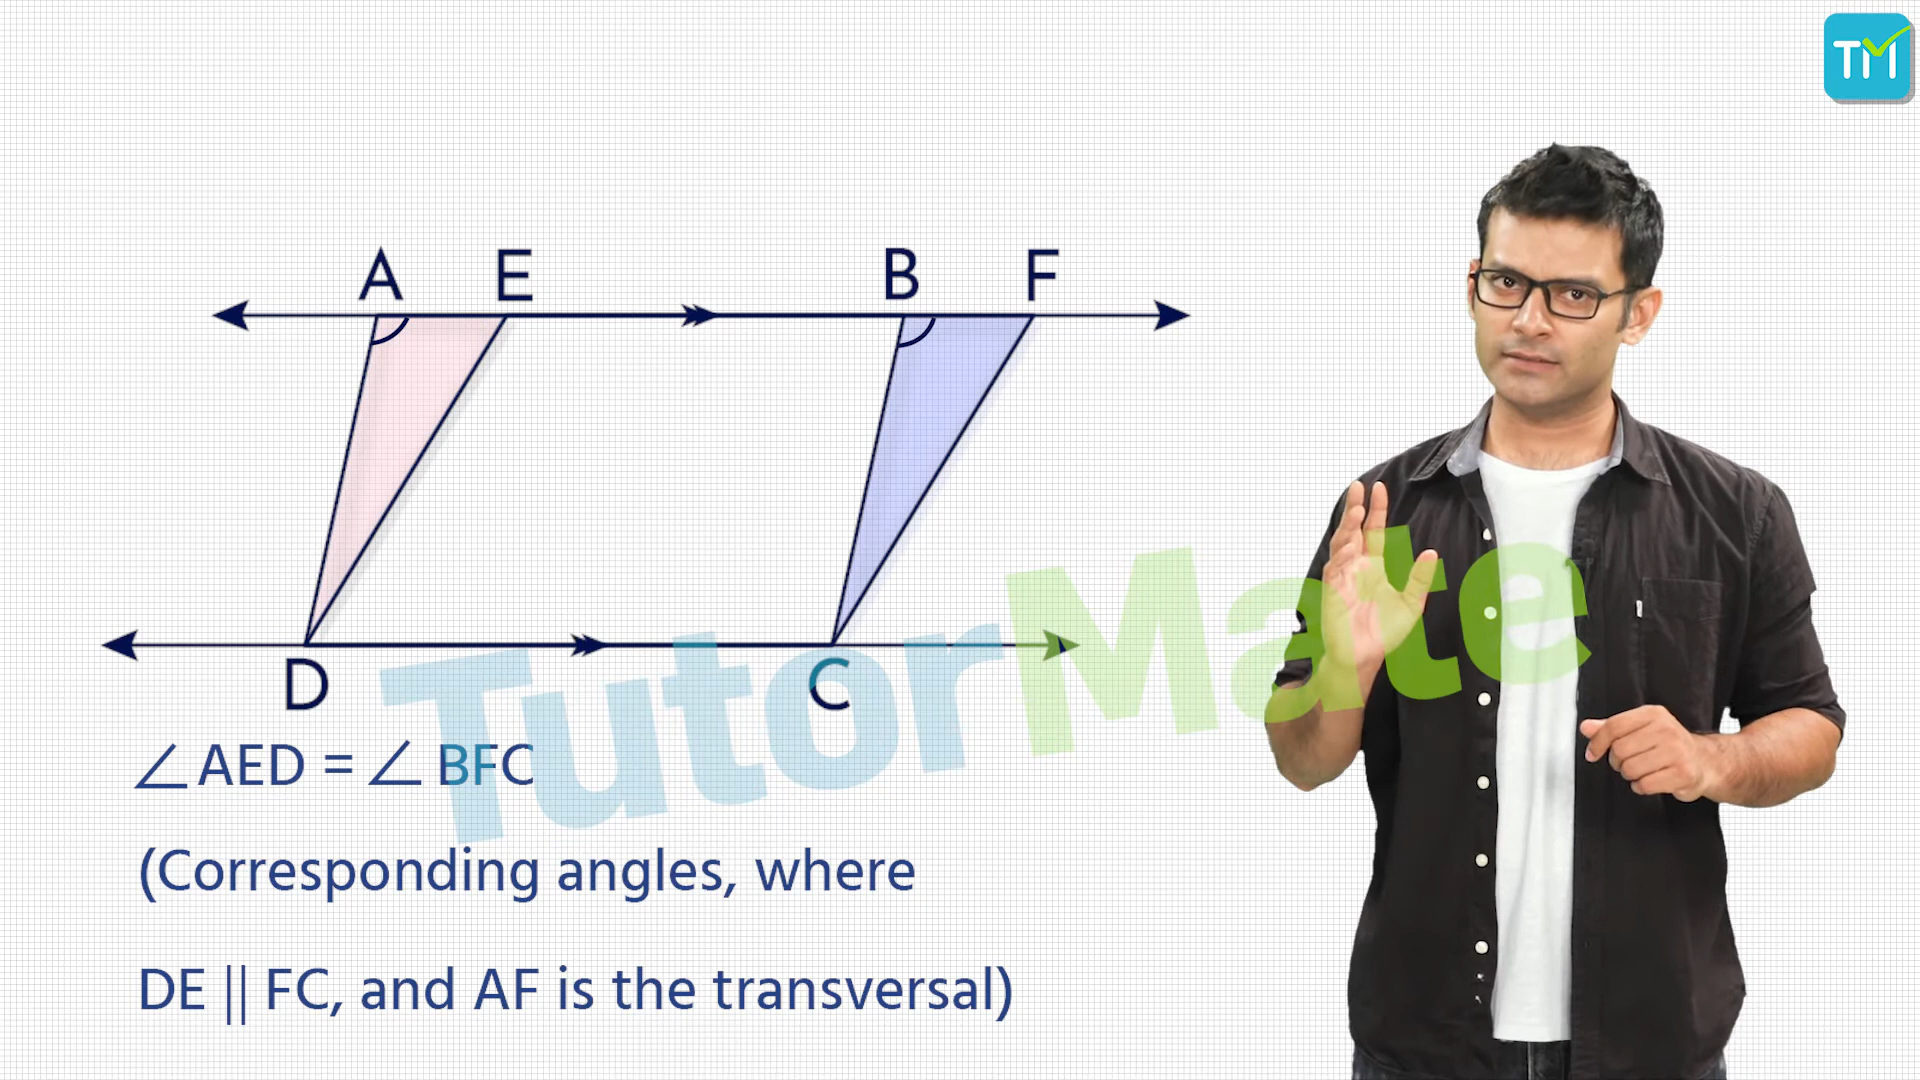 TM
A E B F
D C
∠AED = ∠BFC
(Corresponding angles, where
DE || FC, and AF is the transversal)
TutorMate